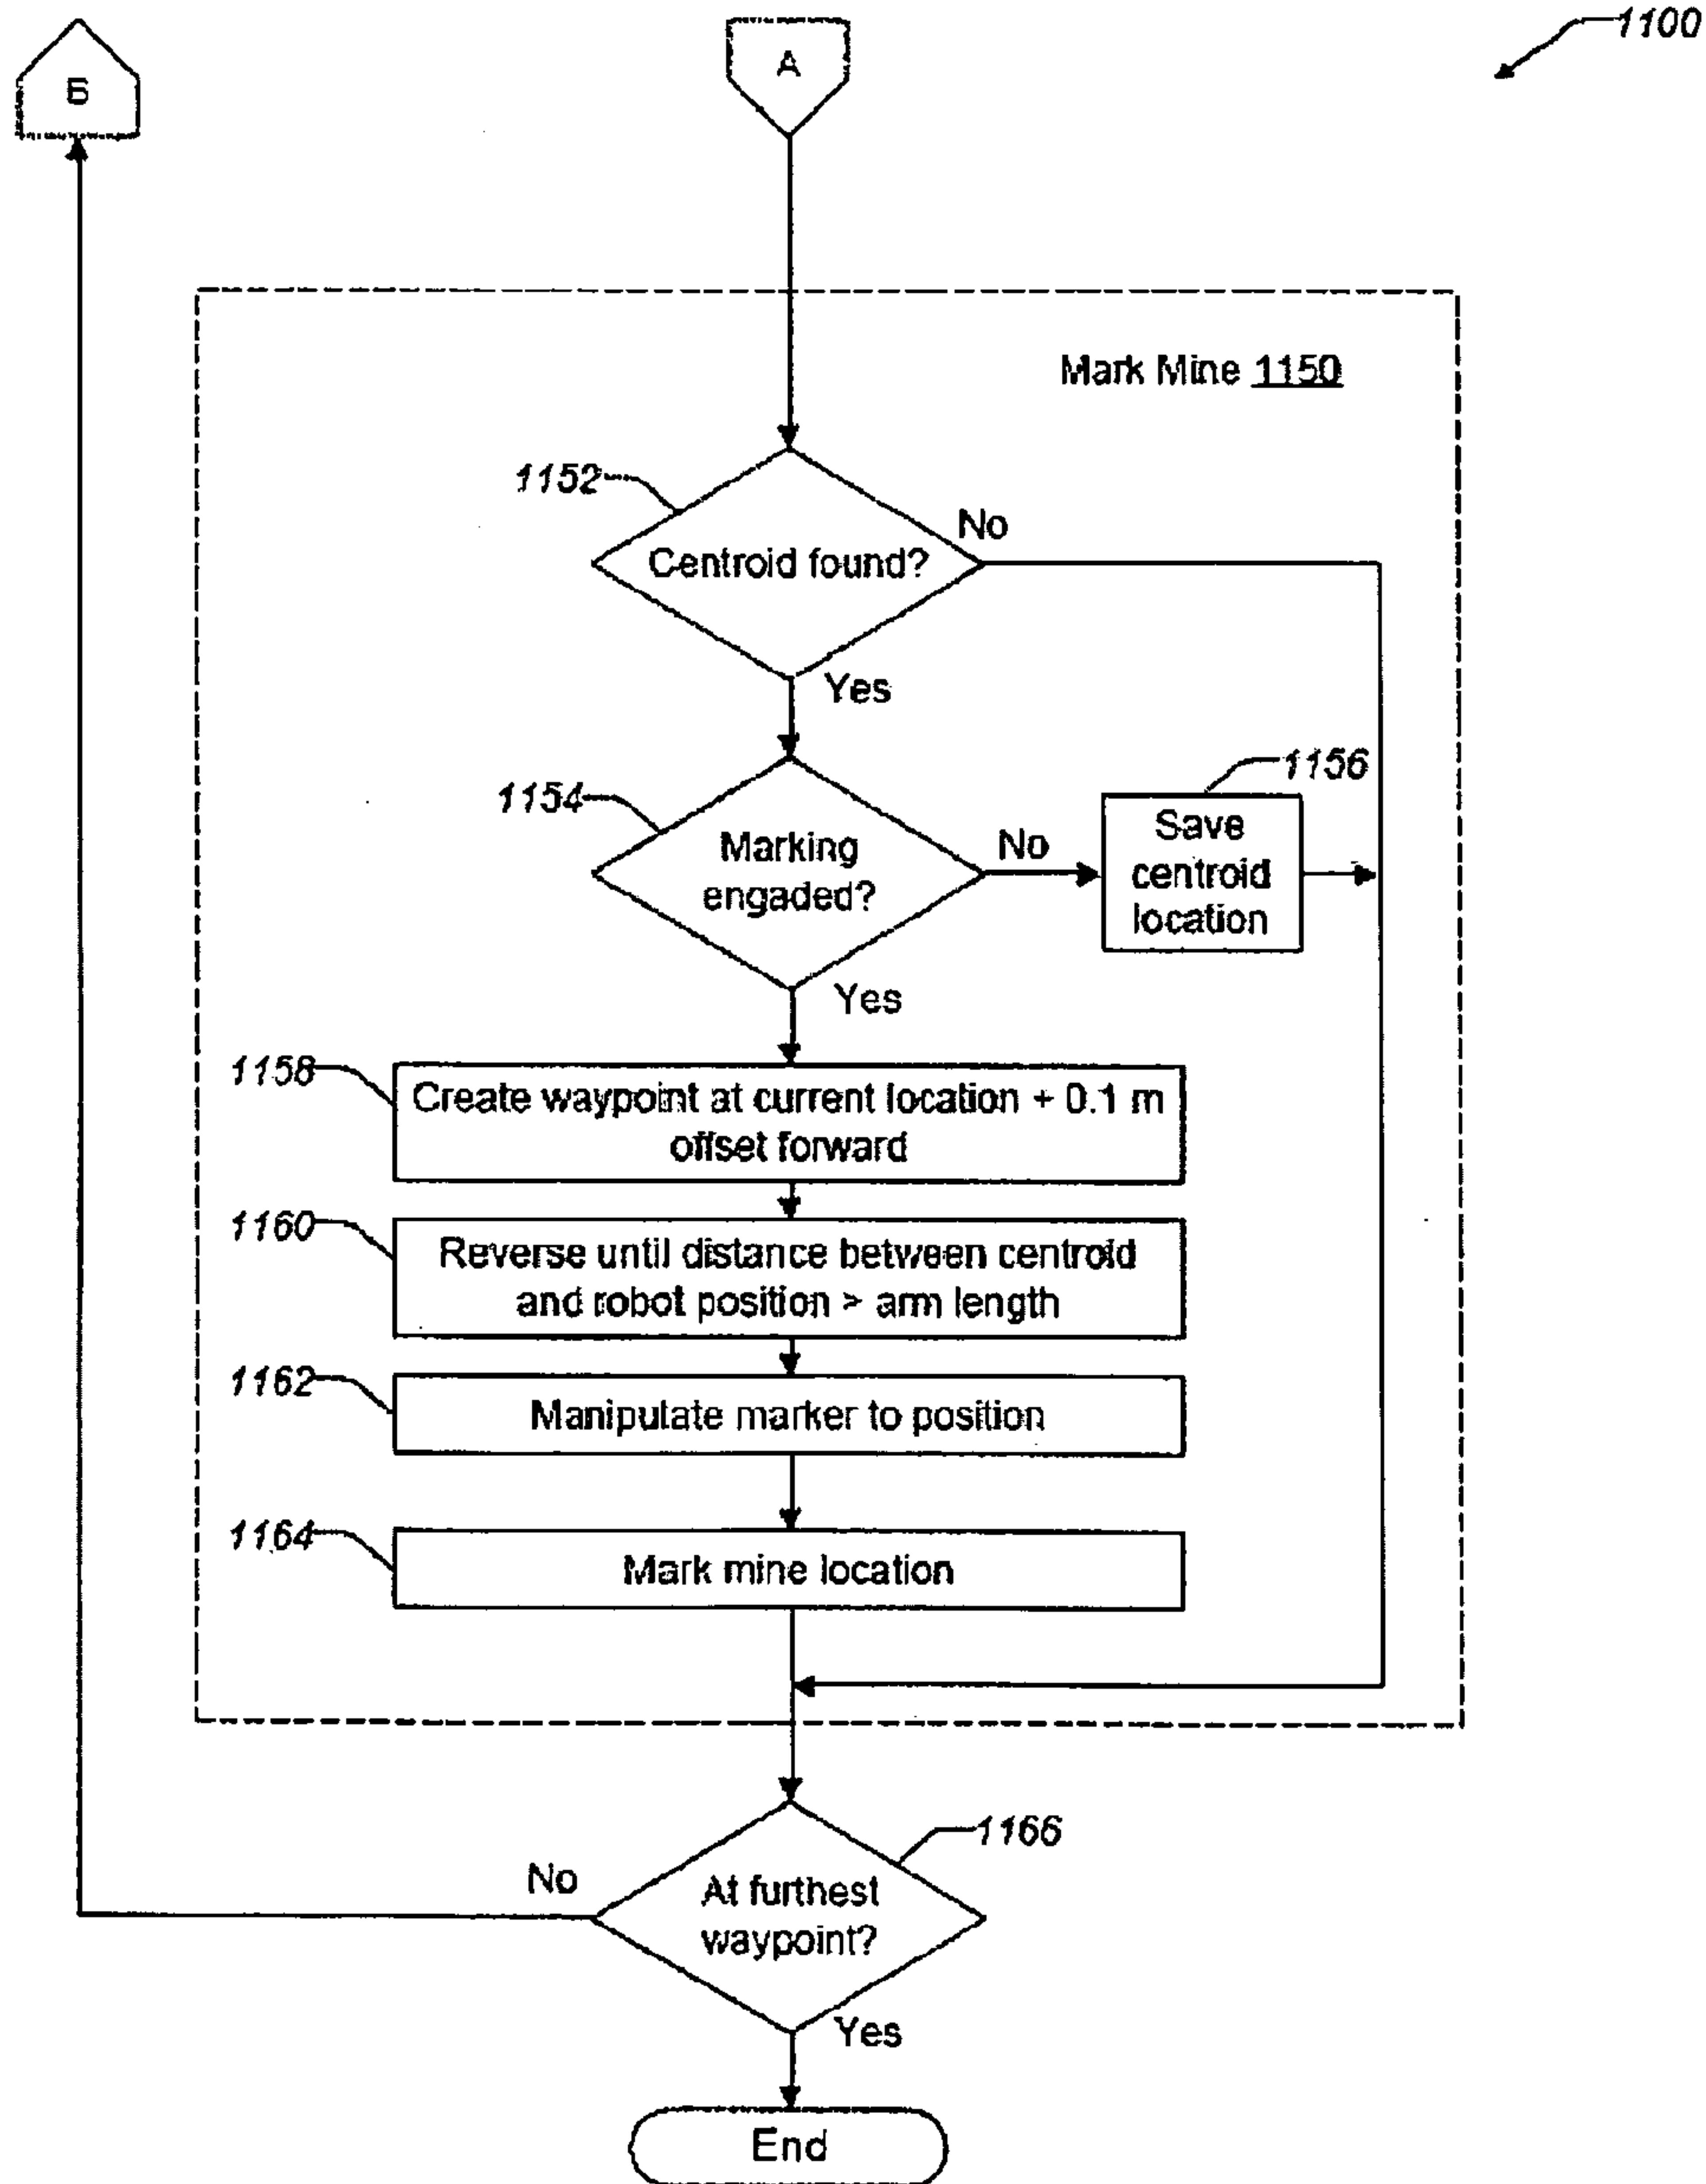 1100
Б
A
Mark Mine 1150
1152
No
Centroid found?
Yes
1156
1154
Marking
engaded?
No
Save
centroid
location
Yes
1158
Create waypoint at current location + 0.1 m
offset forward
1160
Reverse until distance between centroid
and robot position > arm length
1162
Manipulate marker to position
1164
Mark mine location
1166
No
At furthest
waypoint?
Yes
End